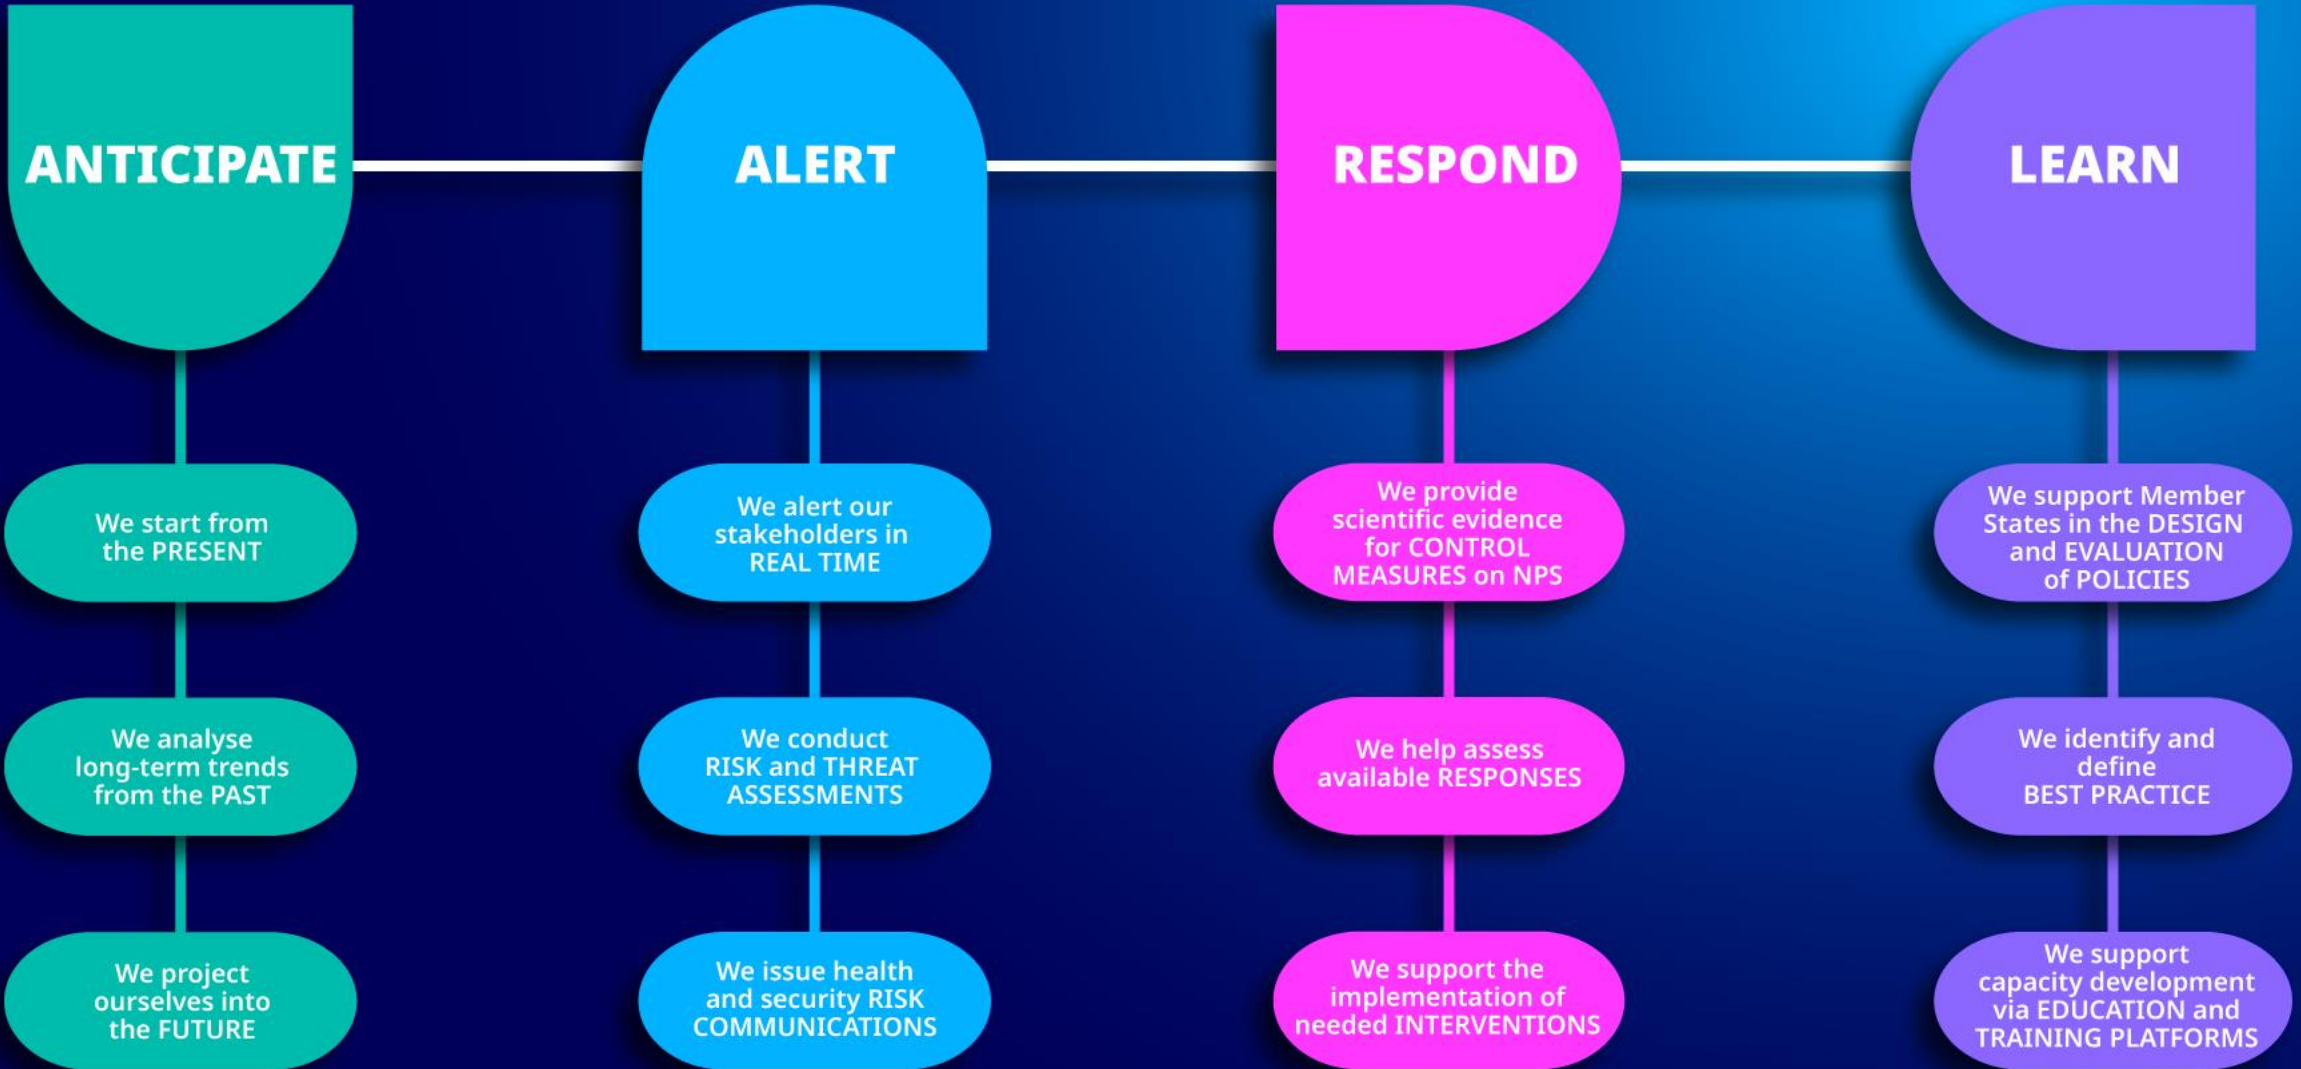 ANTICIPATE
ALERT
RESPOND
LEARN
We start from
the PRESENT
We alert our
stakeholders in
REAL TIME
We provide
scientific evidence
for CONTROL
MEASURES on NPS
We support Member
States in the DESIGN
and EVALUATION
of POLICIES
We analyse
long-term trends
from the PAST
We conduct
RISK and THREAT
ASSESSMENTS
We help assess
available RESPONSES
We identify and
define
BEST PRACTICE
We project
ourselves into
the FUTURE
We issue health
and security RISK
COMMUNICATIONS
We support the
implementation of
needed INTERVENTIONS
We support
capacity development
via EDUCATION and
TRAINING PLATFORMS